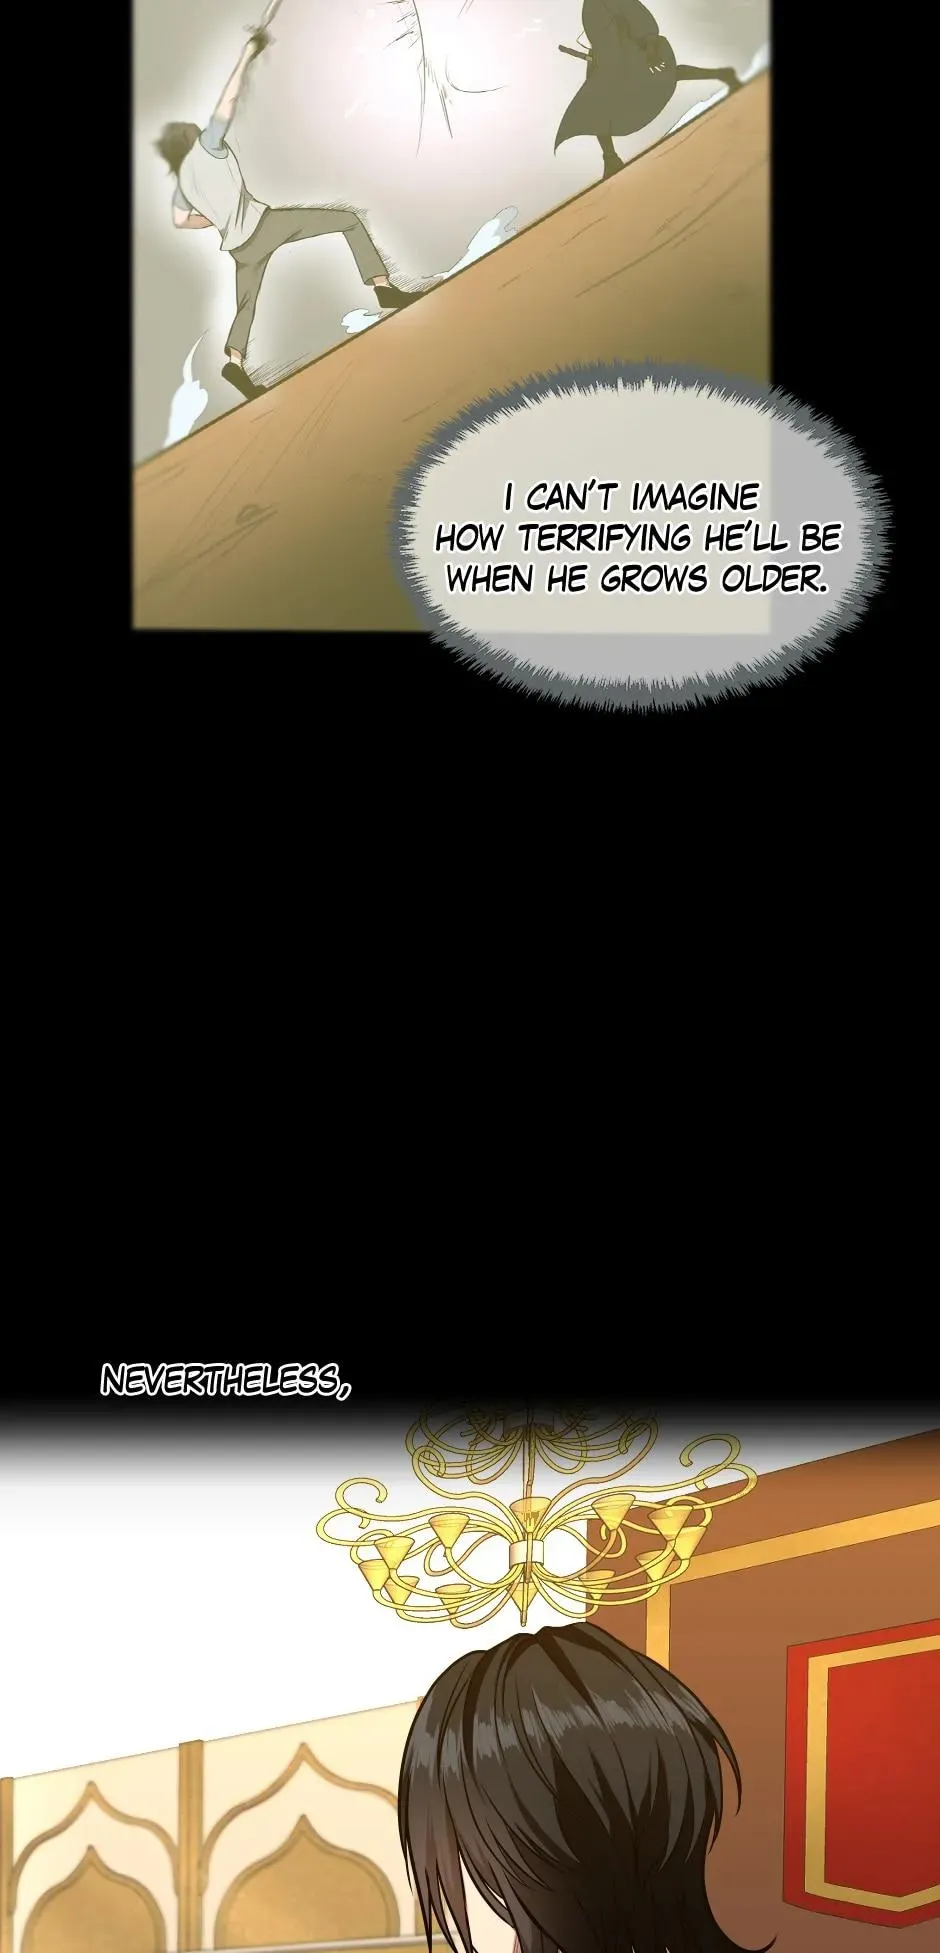 I CAN'T IMAGINE
HOW TERRIFYING HE'LL BE
WHEN HE GROWS OLDER.
NEVERTHELESS,